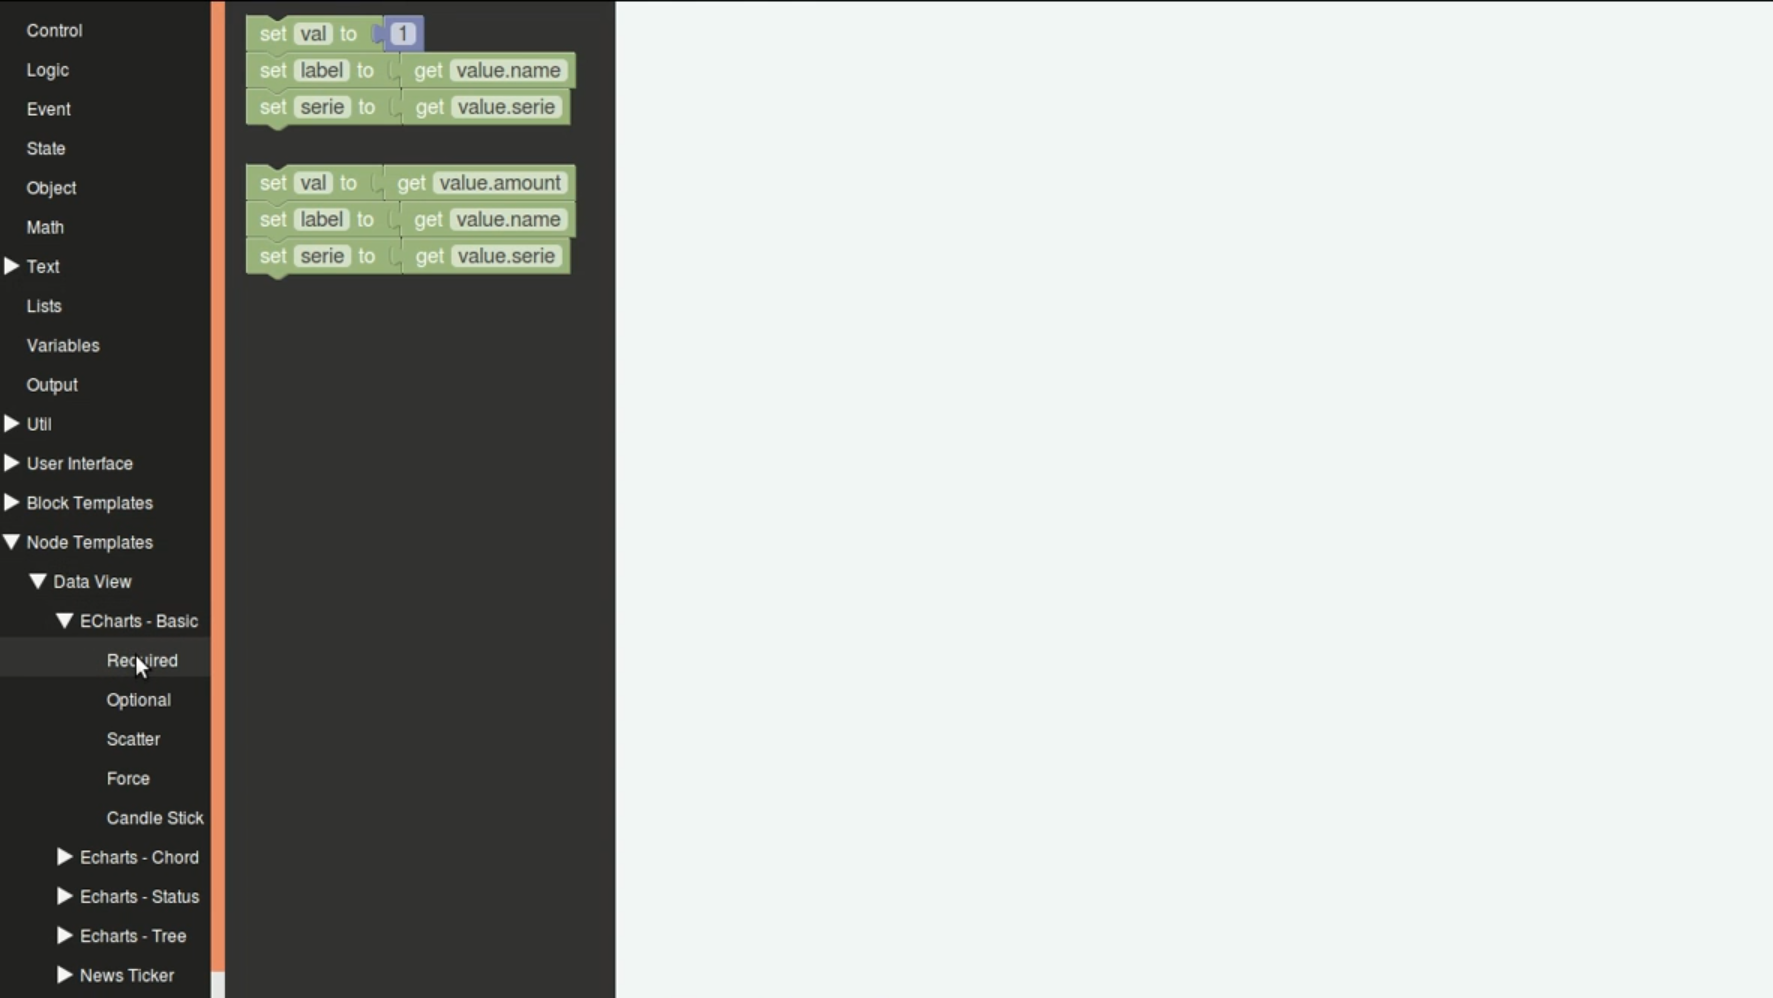 Control
Logic
Event
State
Object
Math
Text
Lists
Variables
Output
Util
User Interface
Block Templates
Node Templates
Data View
ECharts - Basic
Required
Optional
Scatter
Force
Candle Stick
Echarts - Chord
Echarts - Status
Echarts - Tree
News Ticker
set val to 1
set label to get value.name
set serie to get value.serie
set val to get value.amount
set label to get value.name
set serie to get value.serie